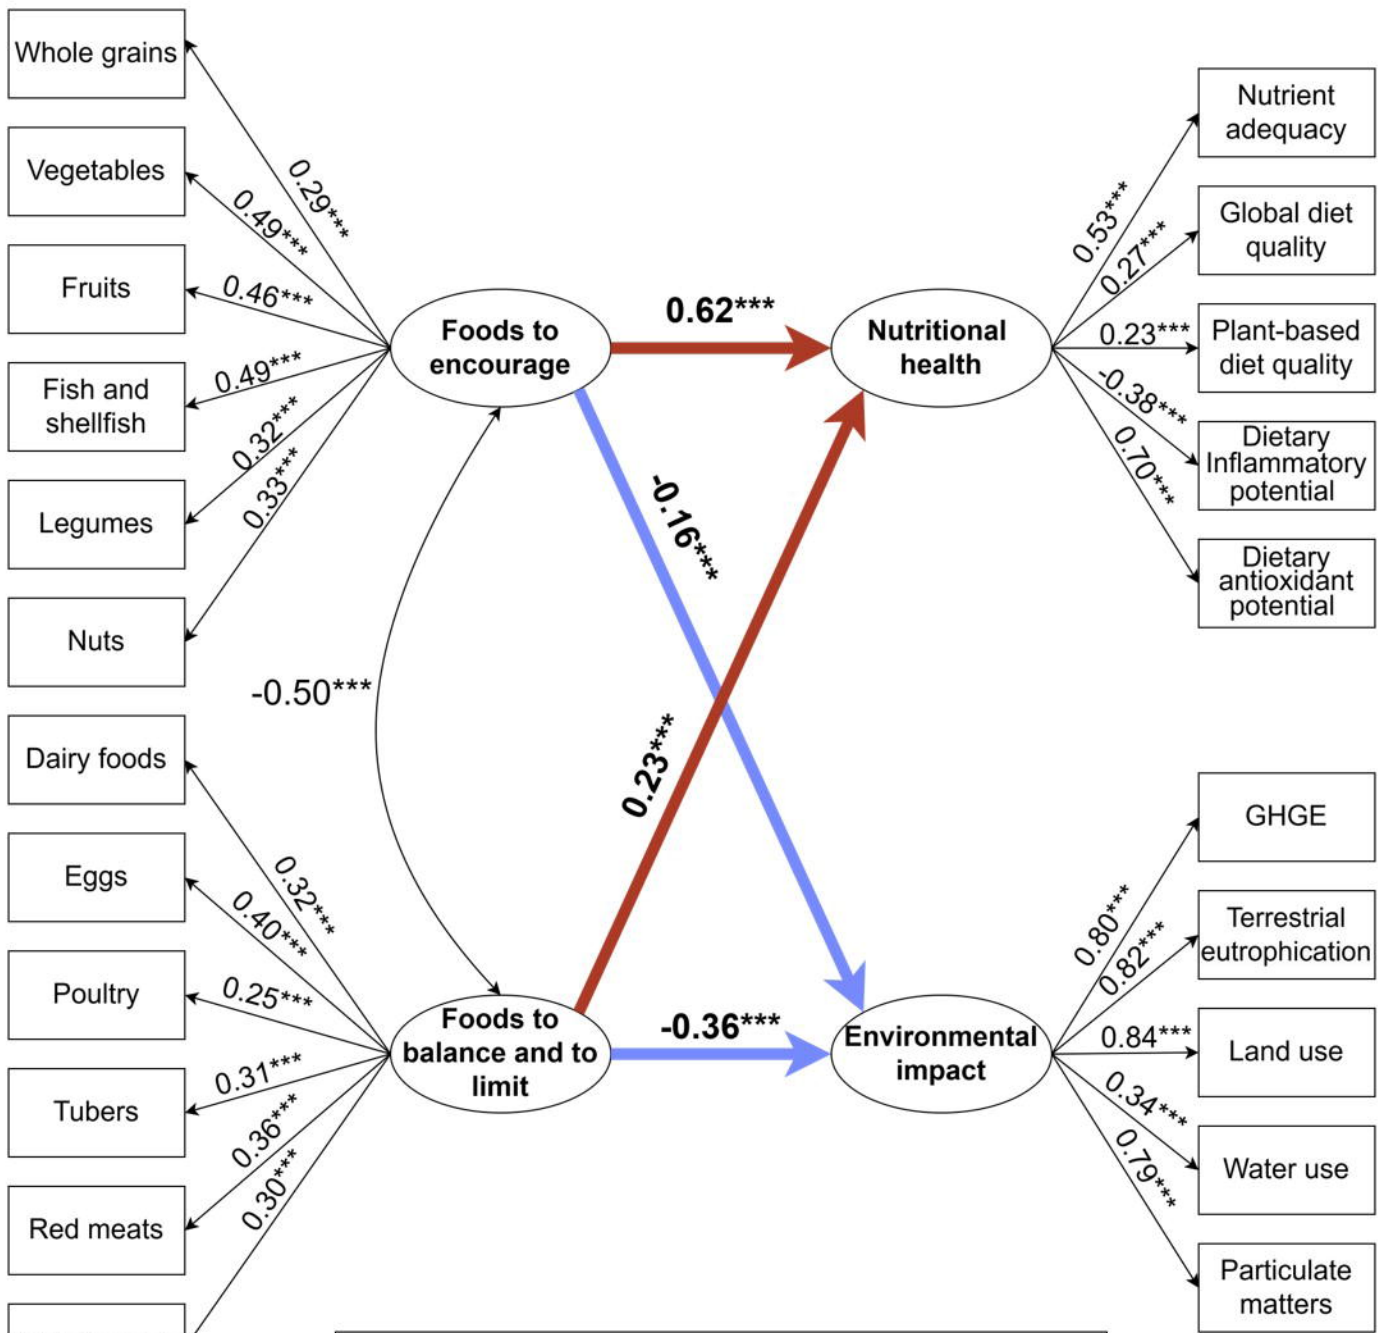 Whole grains
Vegetables
Fruits
Fish and
shellfish
Legumes
Nuts
Dairy foods
Eggs
Poultry
Tubers
Red meats
0.29***
0.49***
0.46***
0.49***
0.32***
0.33***
0.32***
0.40***
0.25***
0.31***
0.36***
0.30***
Foods to
encourage
-0.50***
Foods to
balance and to
limit
0.62***
-0.16***
0.23***
-0.36***
Nutritional
health
Environmental
impact
0.53***
0.27***
0.23***
-0.38***
0.70***
0.80***
0.82***
0.84***
0.34***
0.79***
Nutrient
adequacy
Global diet
quality
Plant-based
diet quality
Dietary
Inflammatory
potential
Dietary
antioxidant
potential
GHGE
Terrestrial
eutrophication
Land use
Water use
Particulate
matters